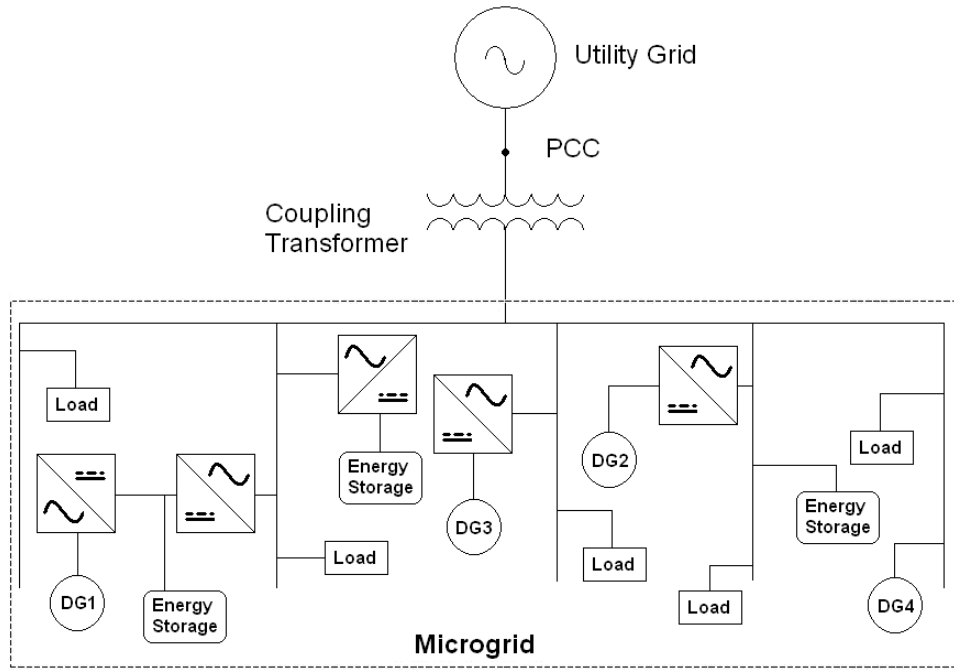 Utility Grid
PCC
Coupling
Transformer
Load
Energy
Storage
DG3
DG2
Load
Energy
Storage
DG1
Energy
Storage
Load
Load
Load
DG4
Microgrid